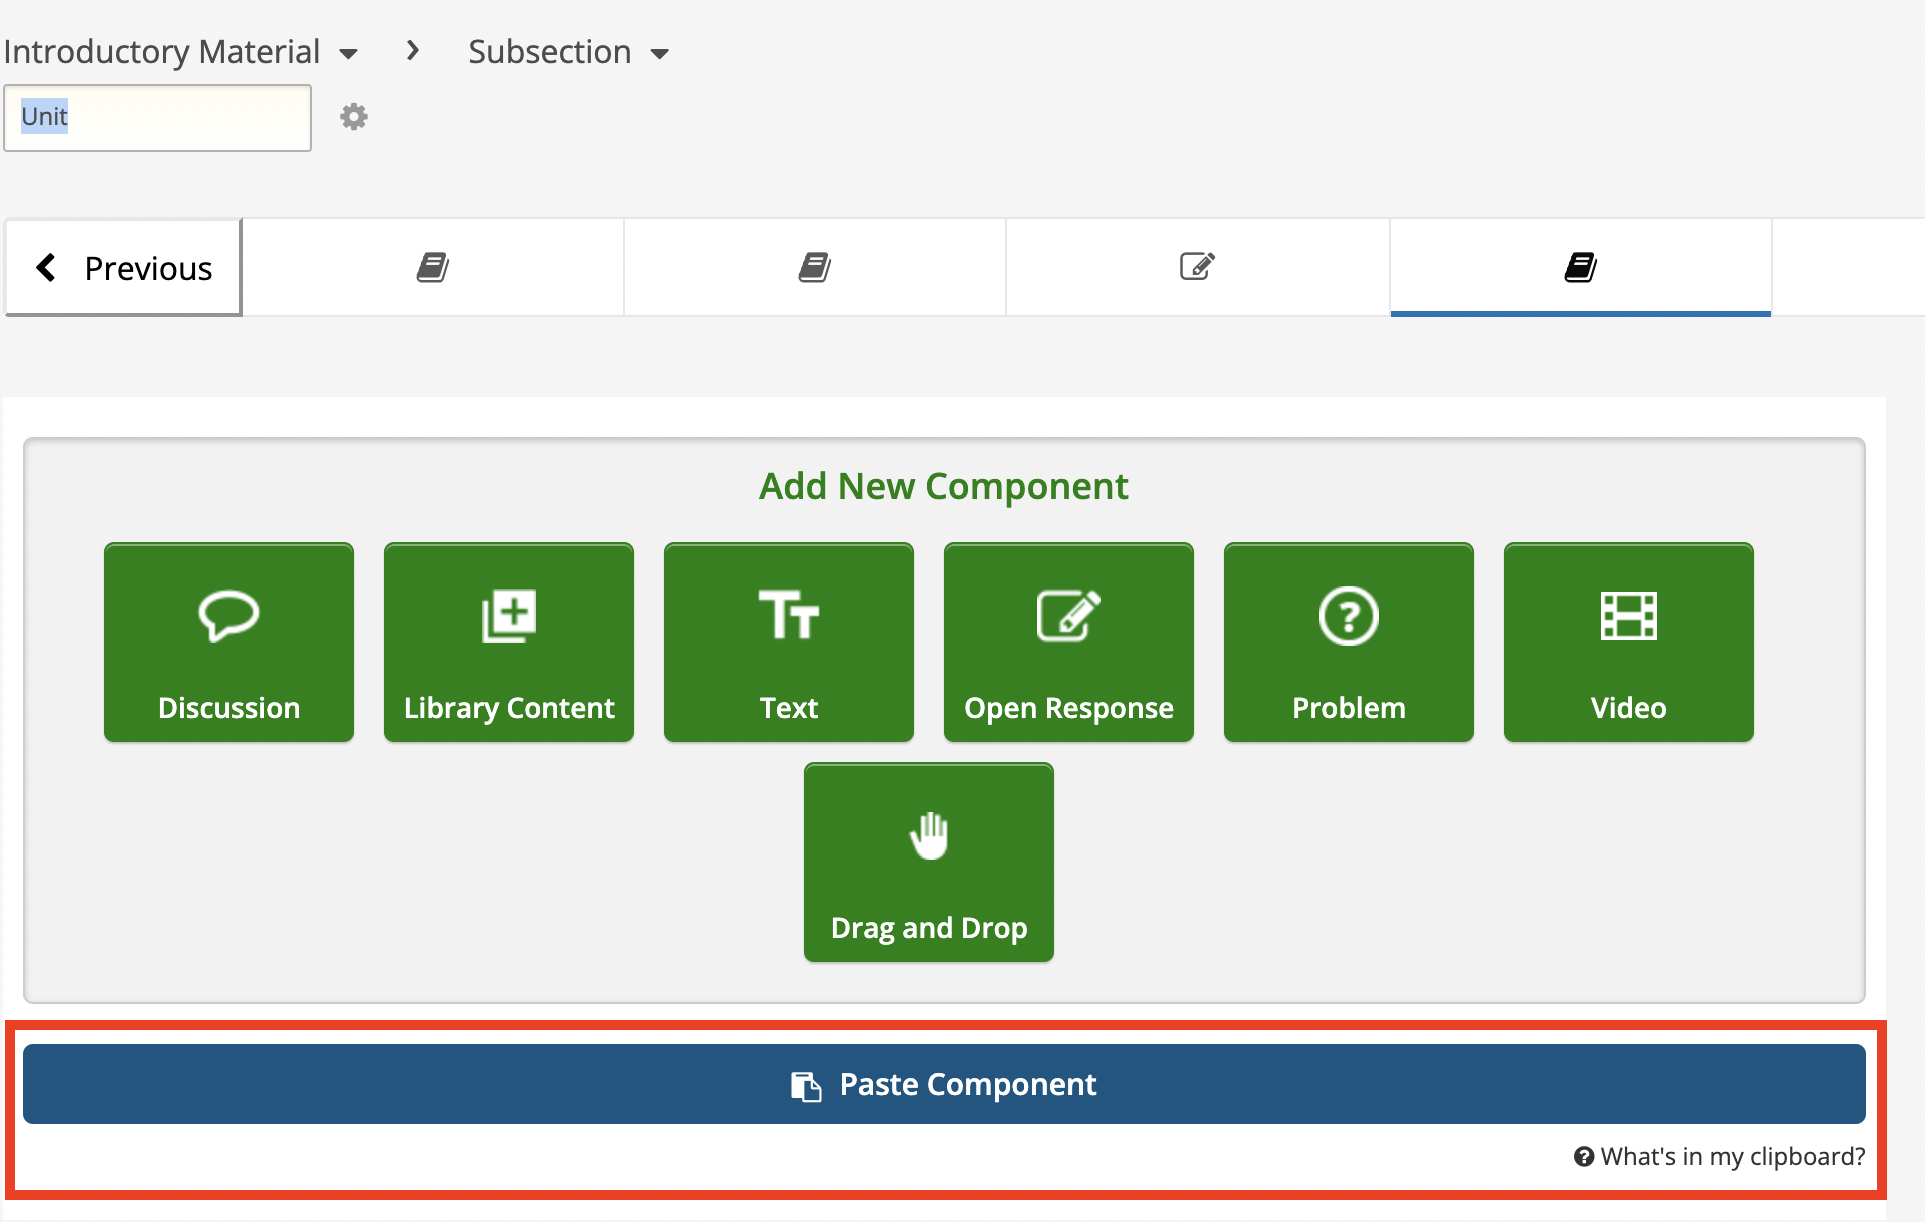 Introductory Material Subsection
Unit
Previous
Add New Component
Discussion Library Content Text Open Response Problem Video
Drag and Drop
Paste Component
What's in my clipboard?